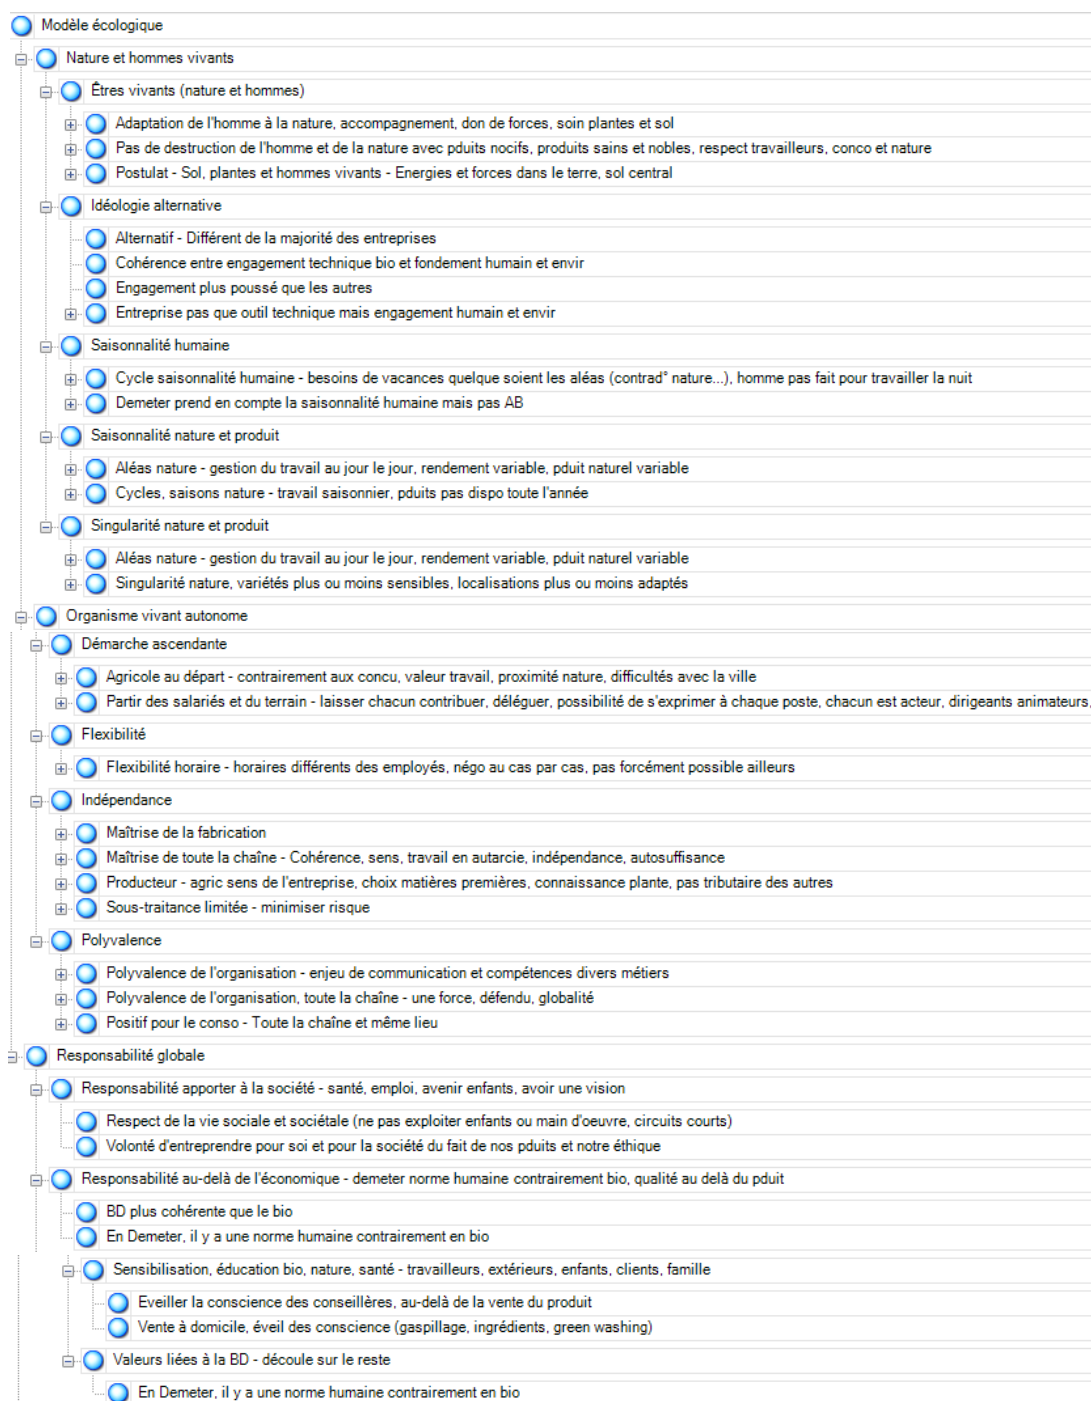 Modèle écologique
Nature et hommes vivants
Êtres vivants (nature et hommes)
Adaptation de l'homme à la nature, accompagnement, don de forces, soin plantes et sol
Pas de destruction de l'homme et de la nature avec pduits nocifs, produits sains et nobles, respect travailleurs, conco et nature
Postulat - Sol, plantes et hommes vivants - Energies et forces dans le terre, sol central
Idéologie alternative
Alternatif - Différent de la majorité des entreprises
Cohérence entre engagement technique bio et fondement humain et envir
Engagement plus poussé que les autres
Entreprise pas que outil technique mais engagement humain et envir
Saisonnalité humaine
Cycle saisonnalité humaine - besoins de vacances quelque soient les aléas (contrad° nature...), homme pas fait pour travailler la nuit
Demeter prend en compte la saisonnalité humaine mais pas AB
Saisonnalité nature et produit
Aléas nature - gestion du travail au jour le jour, rendement variable, pduit naturel variable
Cycles, saisons nature - travail saisonnier, pduits pas dispo toute l'année
Singularité nature et produit
Aléas nature - gestion du travail au jour le jour, rendement variable, pduit naturel variable
Singularité nature, variétés plus ou moins sensibles, localisations plus ou moins adaptés
Organisme vivant autonome
Démarche ascendante
Agricole au départ - contrairement aux concu, valeur travail, proximité nature, difficultés avec la ville
Partir des salariés et du terrain - laisser chacun contribuer, déléguer, possibilité de s'exprimer à chaque poste, chacun est acteur, dirigeants animateurs,
Flexibilité
Flexibilité horaire - horaires différents des employés, négo au cas par cas, pas forcément possible ailleurs
Indépendance
Maîtrise de la fabrication
Maîtrise de toute la chaîne - Cohérence, sens, travail en autarcie, indépendance, autosuffisance
Producteur - agric sens de l'entreprise, choix matières premières, connaissance plante, pas tributaire des autres
Sous-traitance limitée - minimiser risque
Polyvalence
Polyvalence de l'organisation - enjeu de communication et compétences divers métiers
Polyvalence de l'organisation, toute la chaîne - une force, défendu, globalité
Positif pour le conso - Toute la chaîne et même lieu
Responsabilité globale
Responsabilité apporter à la société - santé, emploi, avenir enfants, avoir une vision
Respect de la vie sociale et sociétale (ne pas exploiter enfants ou main d'oeuvre, circuits courts)
Volonté d'entreprendre pour soi et pour la société du fait de nos pduits et notre éthique
Responsabilité au-delà de l'économique - demeter norme humaine contrairement bio, qualité au delà du pduit
BD plus cohérente que le bio
En Demeter, il y a une norme humaine contrairement en bio
Sensibilisation, éducation bio, nature, santé - travailleurs, extérieurs, enfants, clients, famille
Eveiller la conscience des conseillères, au-delà de la vente du produit
Vente à domicile, éveil des conscience (gaspillage, ingrédients, green washing)
Valeurs liées à la BD - découle sur le reste
En Demeter, il y a une norme humaine contrairement en bio